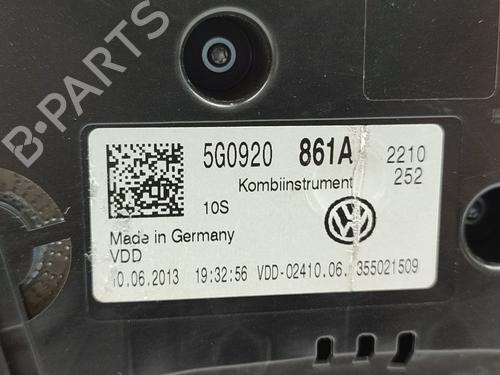 B-PARTS
5G0920 861A 2210
Kombiinstrument 252
10S
Made in Germany
VDD
10.06.2013 19:32:56 VDD-02410.06. 355021509